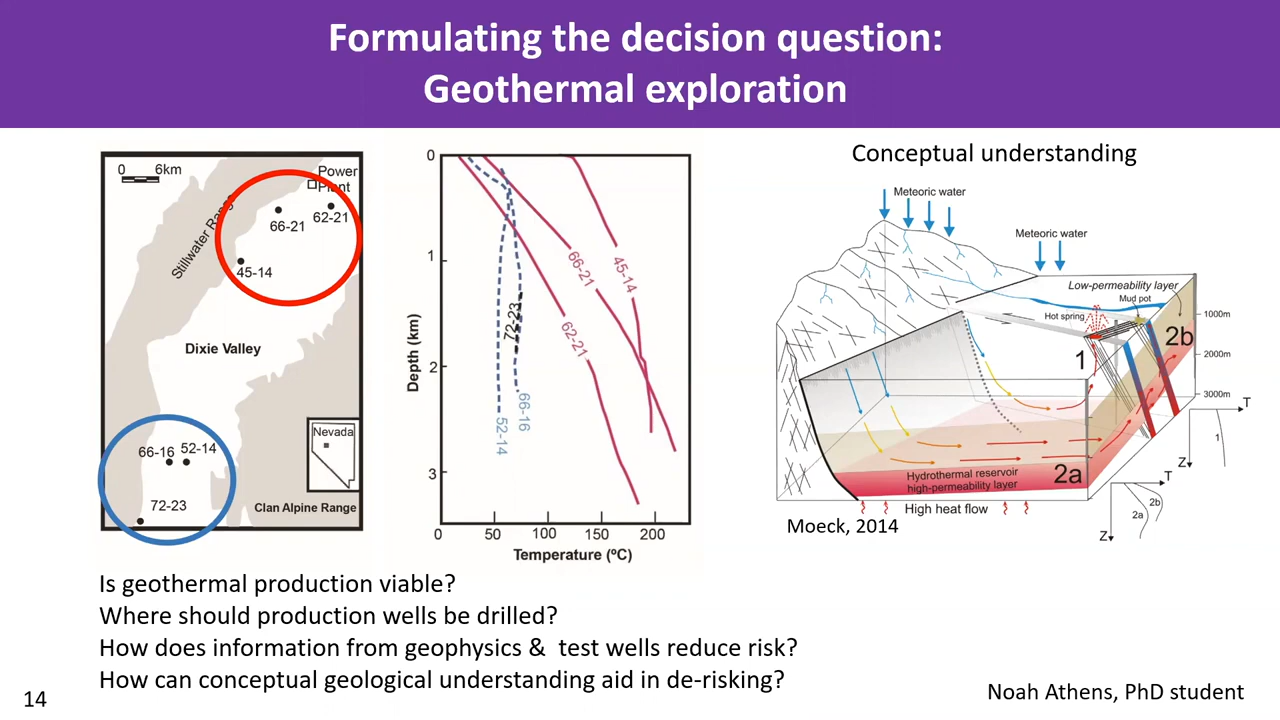 Formulating the decision question:
Geothermal exploration
0 6km
Power
Plant
66-21
62-21
45-14
Stillwater Range
Dixie Valley
66-16
52-14
72-23
Nevada
Clan Alpine Range
0
1
2
3
Depth (km)
0 50 100 150 200
Temperature (ºC)
66-21
45-14
62-21
72-23
66-16
52-14
Conceptual understanding
Meteoric water
Meteoric water
Low-permeability layer
Mud pot
Hot spring
1
2b
1000m
2000m
3000m
T
1
Z
Hydrothermal reservoir
high-permeability layer
2a
High heat flow
T
2b
2a
Z
Moeck, 2014
Is geothermal production viable?
Where should production wells be drilled?
How does information from geophysics & test wells reduce risk?
How can conceptual geological understanding aid in de-risking?
14
Noah Athens, PhD student